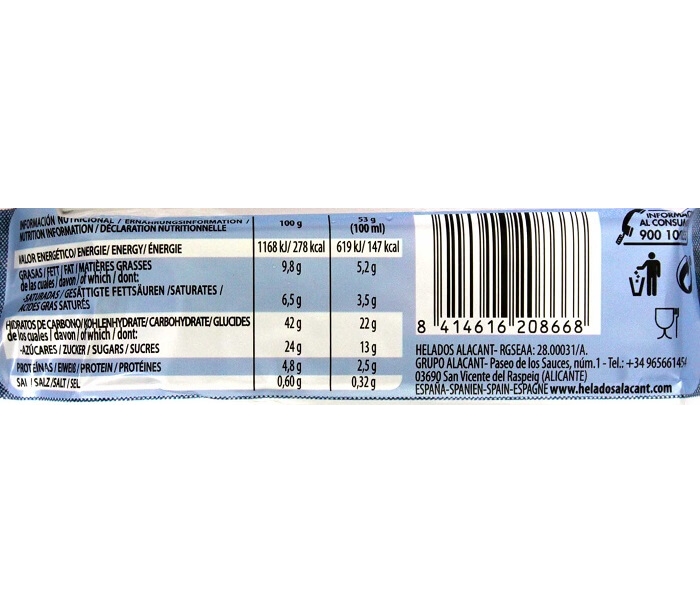 INFORMACIÓN NUTRICIONAL / ERNÄHRUNGSINFORMATION /
NUTRITION INFORMATION / DÉCLARATION NUTRITIONNELLE
100 g
53 g
(100 ml)
VALOR ENERGÉTICO/ ENERGIE/ ENERGY/ ÉNERGIE 1168 kJ/ 278 kcal 619 kJ/ 147 kcal
GRASAS / FETT / FAT / MATIÈRES GRASSES 9,8 g 5,2 g
de las cuales / davon / of which / dont:
-SATURADAS / GESÄTTIGTE FETTSÄUREN /SATURATES /
ACIDES GRAS SATURÉS 6,5 g 3,5 g
HIDRATOS DE CARBONO/KOHLENHYDRATE/CARBOHYDRATE/ GLUCIDES 42 g 22 g
de los cuales / davon / of which / dont:
-AZÚCARES / ZUCKER / SUGARS / SUCRES 24 g 13 g
PROTEÍNAS / EIWEIß / PROTEIN / PROTÉINES 4,8 g 2,5 g
SAL / SALZ /SALT / SEL 0,60 g 0,32 g
8 414616 208668
HELADOS ALACANT- RGSEAA: 28.00031/A.
GRUPO ALACANT- Paseo de los Sauces, núm.1 - Tel.: +34 96566145
03690 San Vicente del Raspeig (ALICANTE)
ESPAÑA-SPANIEN-SPAIN-ESPAGNE www.heladosalacant.com
INFORMAC
AL CONSUM
900 10